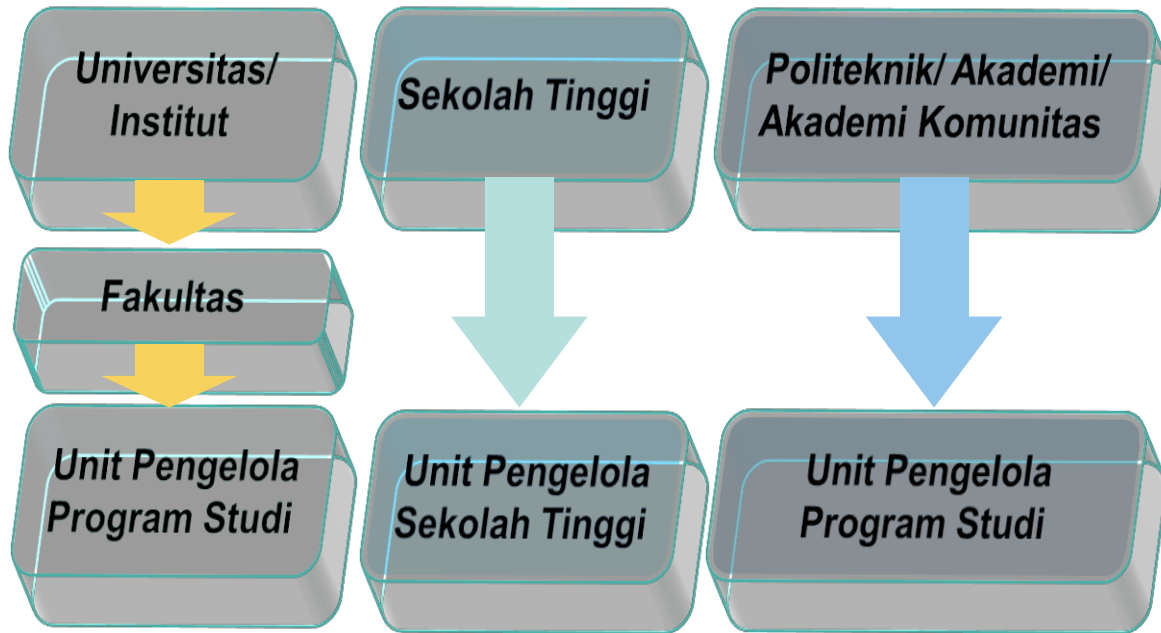 Universitas/
Institut
Sekolah Tinggi
Politeknik/ Akademi/
Akademi Komunitas
Fakultas
Unit Pengelola
Program Studi
Unit Pengelola
Sekolah Tinggi
Unit Pengelola
Program Studi